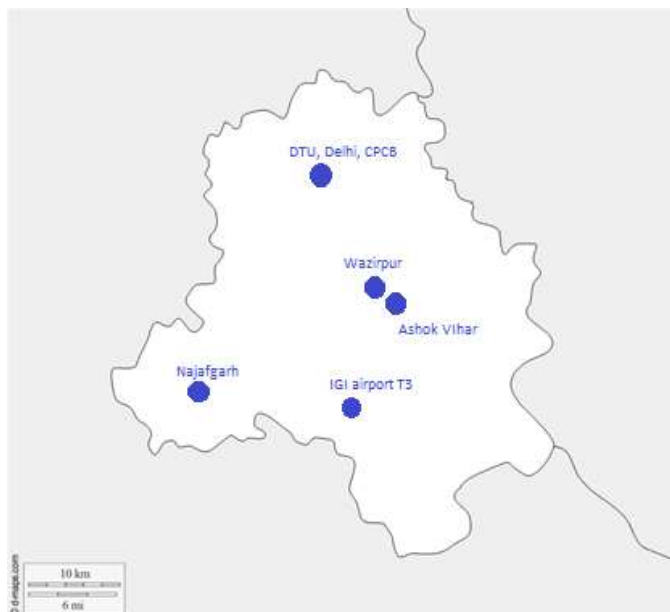 DTU, Delhi, CPCB
Wazirpur
Ashok VIhar
Najafgarh
IGI airport T3
10 km
6 mi
d-maps.com